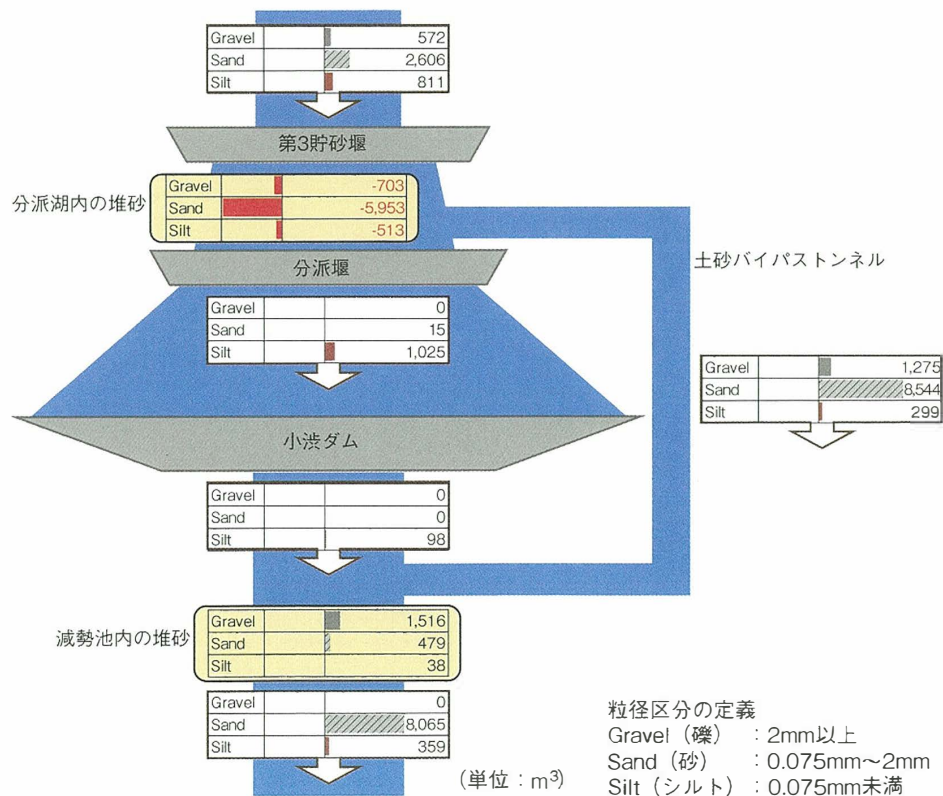 Gravel 572
Sand 2,606
Silt 811
第3貯砂堰
分派湖内の堆砂
Gravel -703
Sand -5,953
Silt -513
分派堰
土砂バイパストンネル
Gravel 0
Sand 15
Silt 1,025
Gravel 1,275
Sand 8,544
Silt 299
小渋ダム
Gravel 0
Sand 0
Silt 98
減勢池内の堆砂
Gravel 1,516
Sand 479
Silt 38
Gravel 0
Sand 8,065
Silt 359
(単位:m³)
粒径区分の定義
Gravel(礫) :2mm以上
Sand(砂) :0.075mm~2mm
Silt(シルト):0.075mm未満